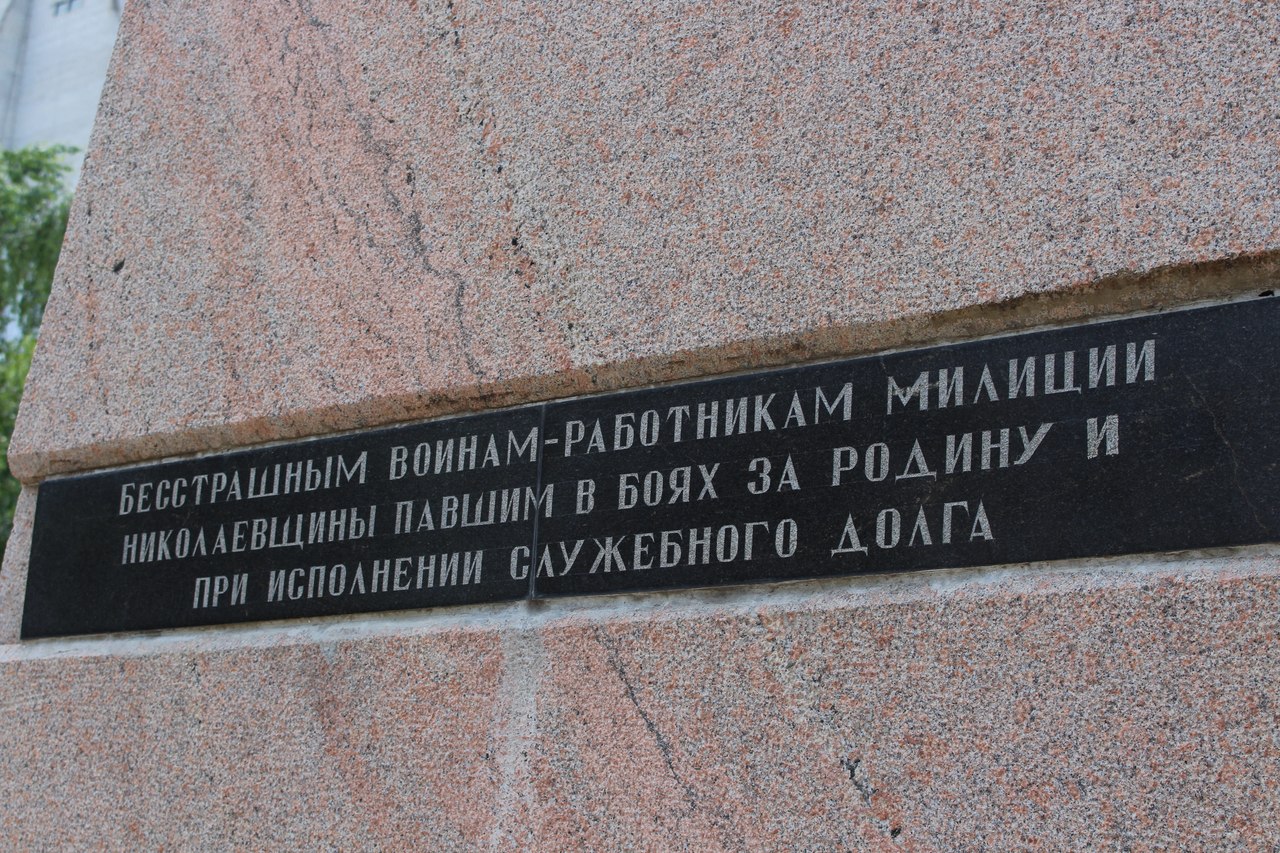 БЕССТРАШНЫМ ВОИНАМ-РАБОТНИКАМ МИЛИЦИИ
НИКОЛАЕВЩИНЫ ПАВШИМ В БОЯХ ЗА РОДИНУ И
ПРИ ИСПОЛНЕНИИ СЛУЖЕБНОГО ДОЛГА